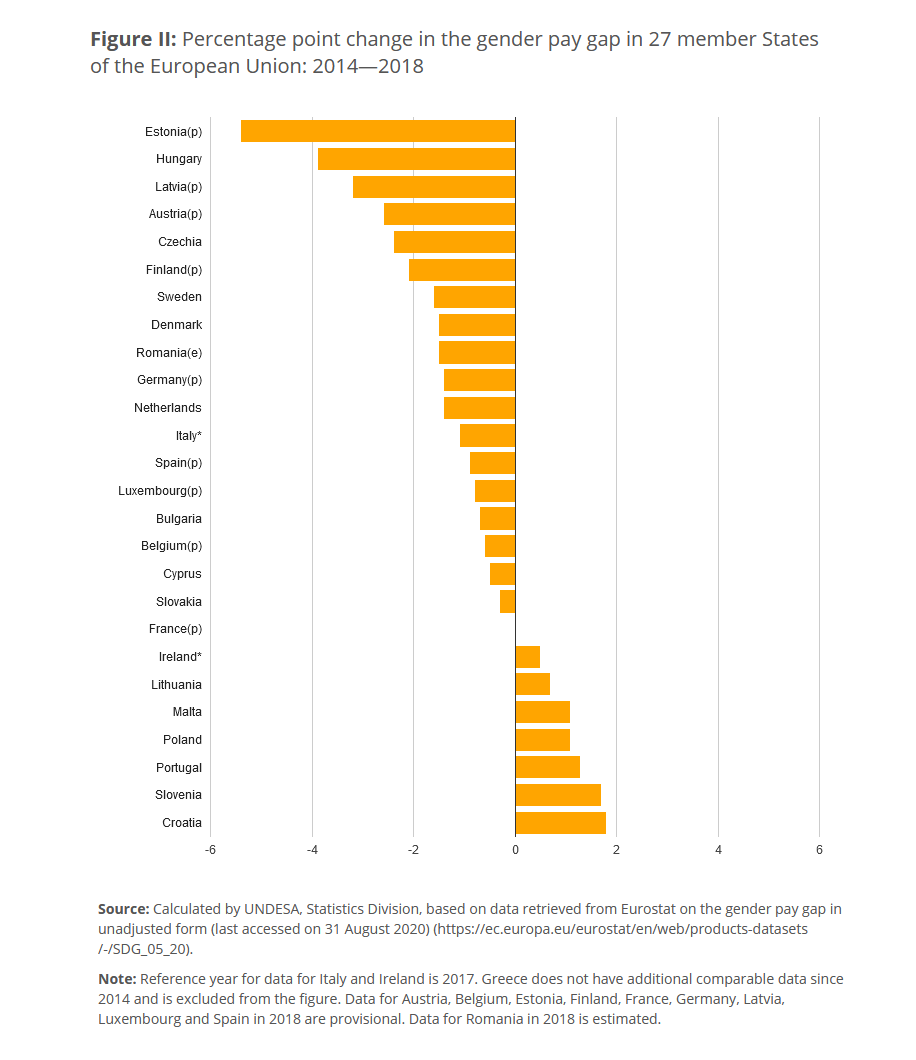 Figure II: Percentage point change in the gender pay gap in 27 member States
of the European Union: 2014—2018
Estonia(p)
Hungary
Latvia(p)
Austria(p)
Czechia
Finland(p)
Sweden
Denmark
Romania(e)
Germany(p)
Netherlands
Italy*
Spain(p)
Luxembourg(p)
Bulgaria
Belgium(p)
Cyprus
Slovakia
France(p)
Ireland*
Lithuania
Malta
Poland
Portugal
Slovenia
Croatia
-6 -4 -2 0 2 4 6
Source: Calculated by UNDESA, Statistics Division, based on data retrieved from Eurostat on the gender pay gap in
unadjusted form (last accessed on 31 August 2020) (https://ec.europa.eu/eurostat/en/web/products-datasets
/-/SDG_05_20).
Note: Reference year for data for Italy and Ireland is 2017. Greece does not have additional comparable data since
2014 and is excluded from the figure. Data for Austria, Belgium, Estonia, Finland, France, Germany, Latvia,
Luxembourg and Spain in 2018 are provisional. Data for Romania in 2018 is estimated.